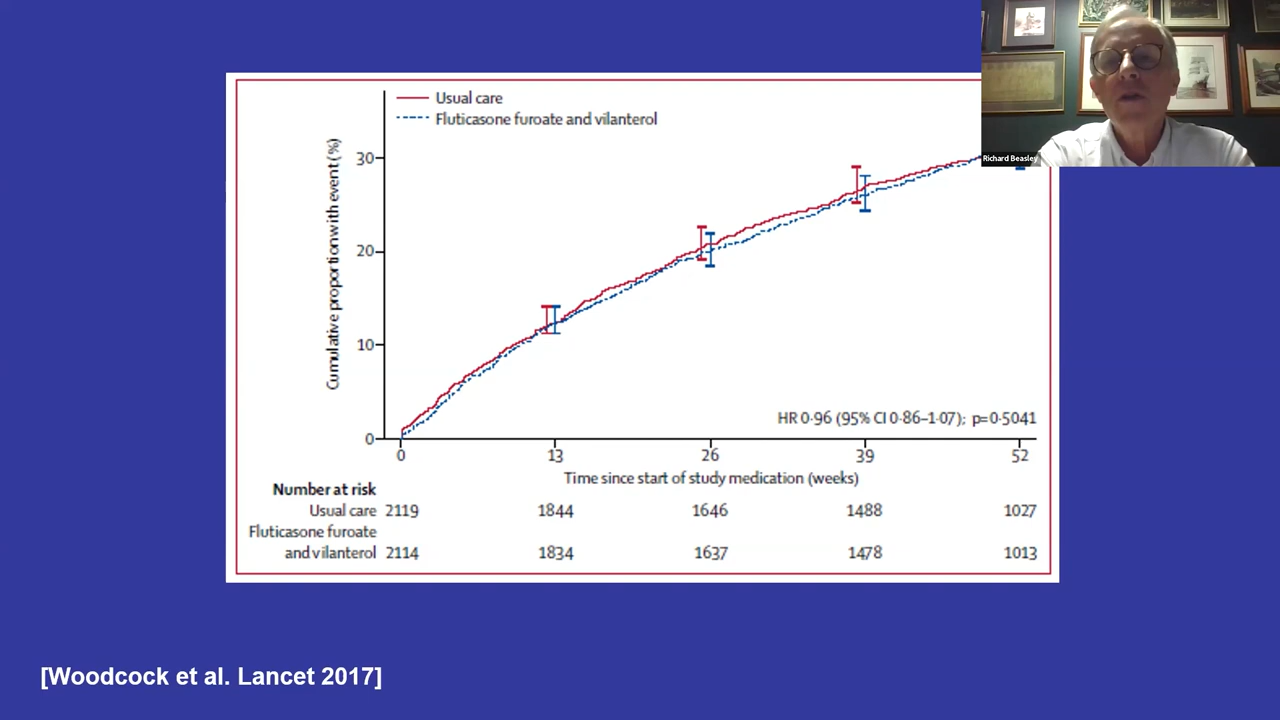 Usual care
Fluticasone furoate and vilanterol
Richard Beasley
Cumulative proportion with event (%)
30
20
10
0
HR 0·96 (95% CI 0·86–1·07); p=0·5041
0 13 26 39 52
Time since start of study medication (weeks)
Number at risk
Usual care 2119 1844 1646 1488 1027
Fluticasone furoate
and vilanterol 2114 1834 1637 1478 1013
[Woodcock et al. Lancet 2017]